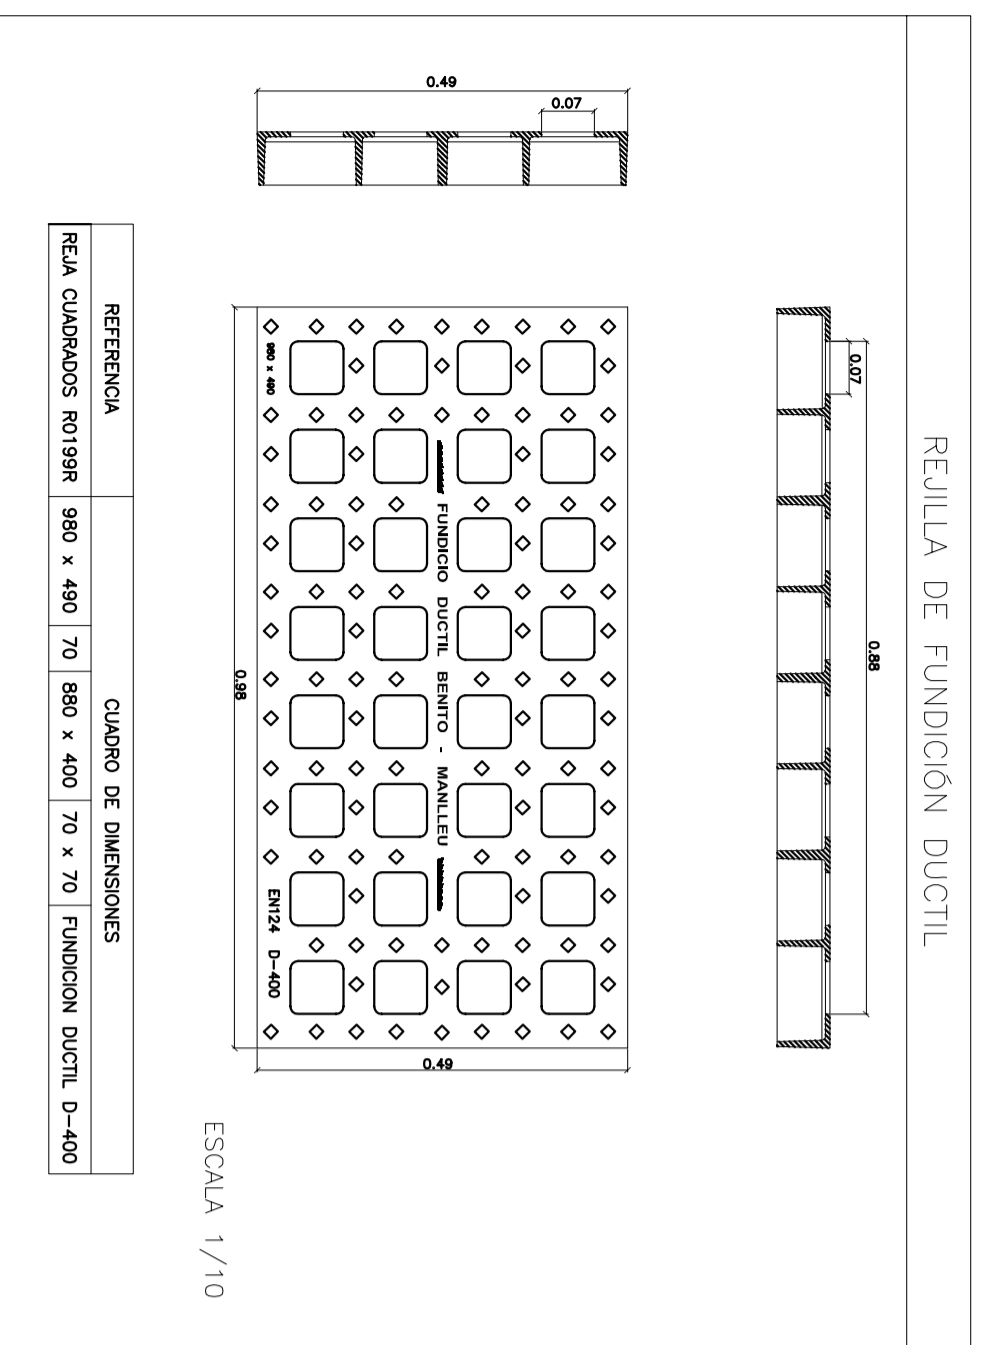 REJILLA DE FUNDICIÓN DUCTIL
0.88
0.07
0.49
0.07
FUNDICIO DUCTIL BENITO - MANLLEU
980 x 490
EN124 D-400
0.98
0.49
ESCALA 1/10
REFERENCIA CUADRO DE DIMENSIONES
REJA CUADRADOS R0199R 980 x 490 70 880 x 400 70 x 70 FUNDICION DUCTIL D-400